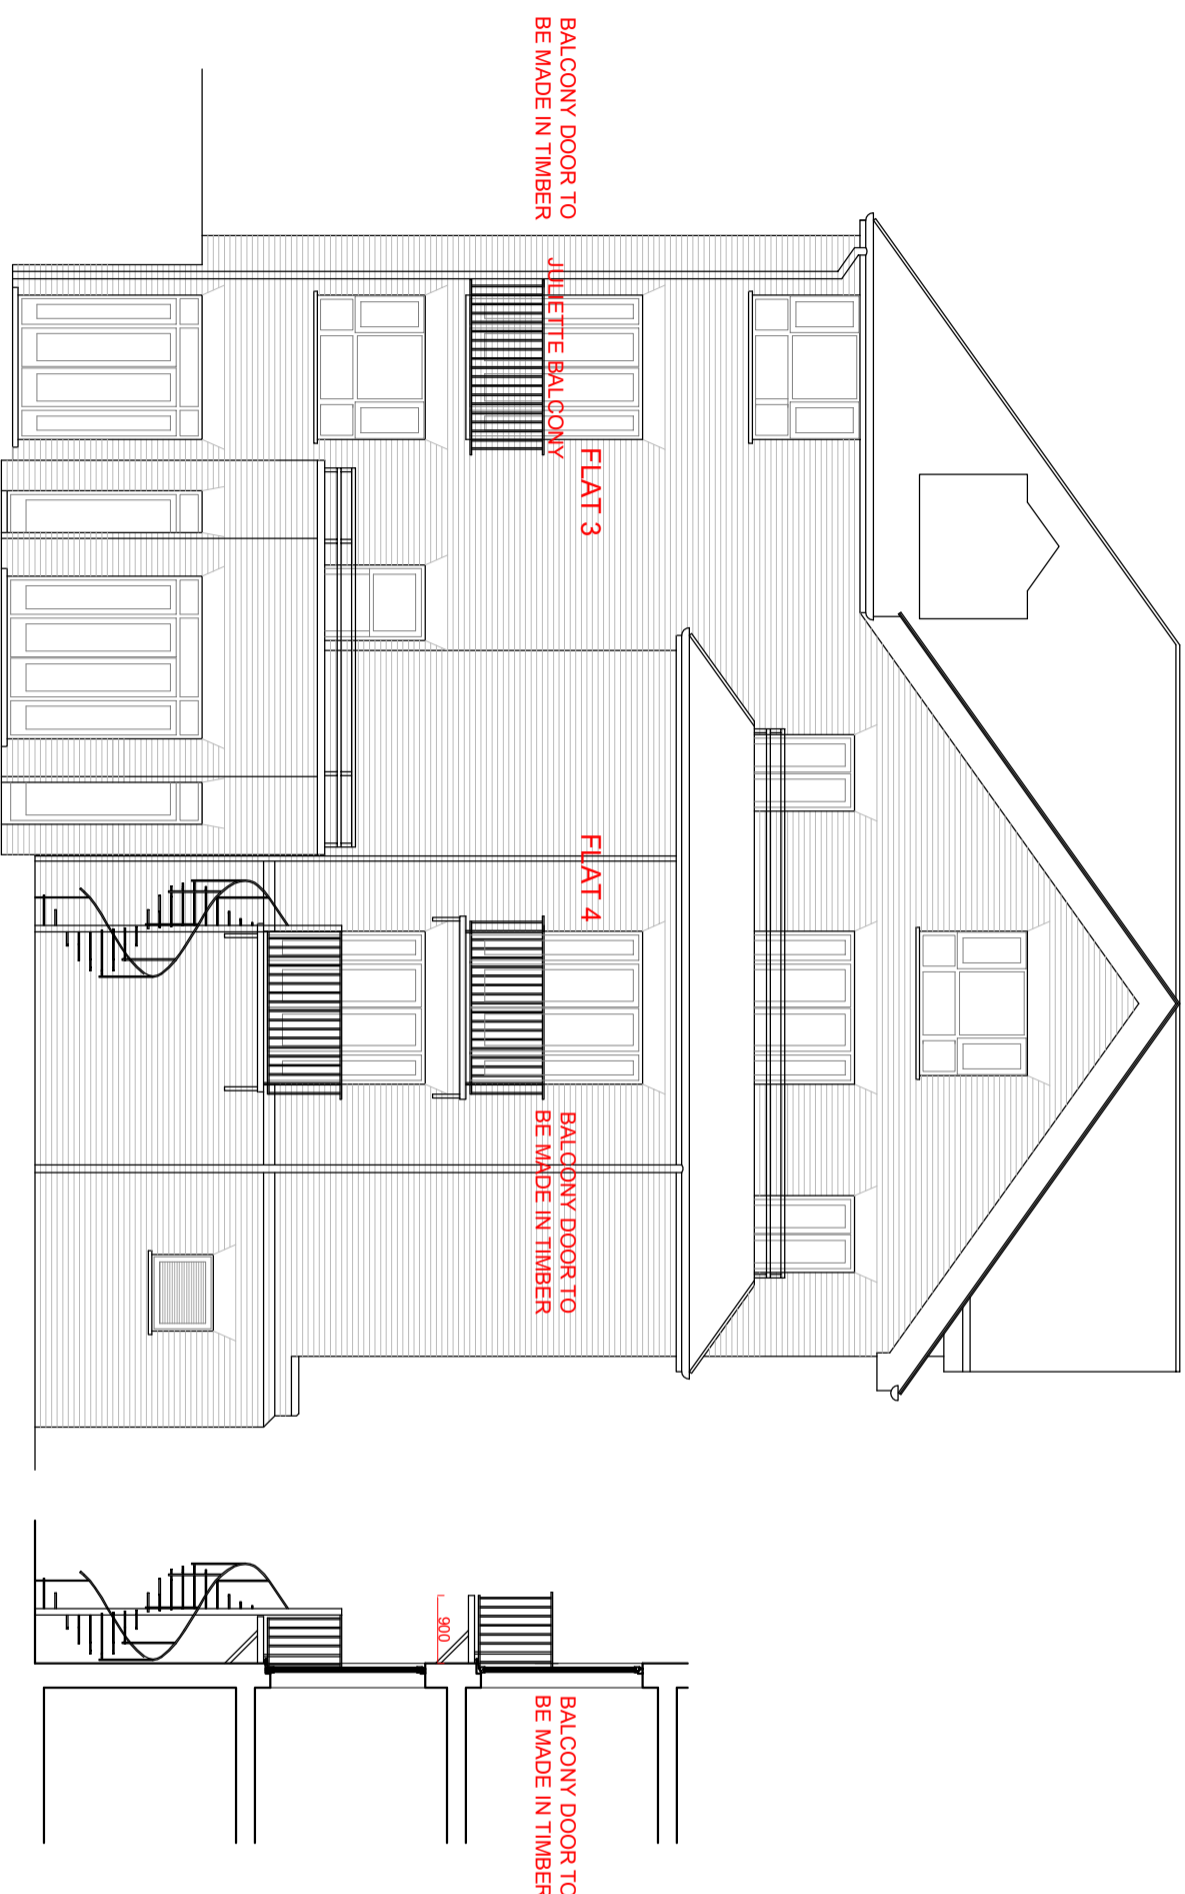 BALCONY DOOR TO
BE MADE IN TIMBER
JULIETTE BALCONY
FLAT 3
FLAT 4
BALCONY DOOR TO
BE MADE IN TIMBER
900
BALCONY DOOR TO
BE MADE IN TIMBER